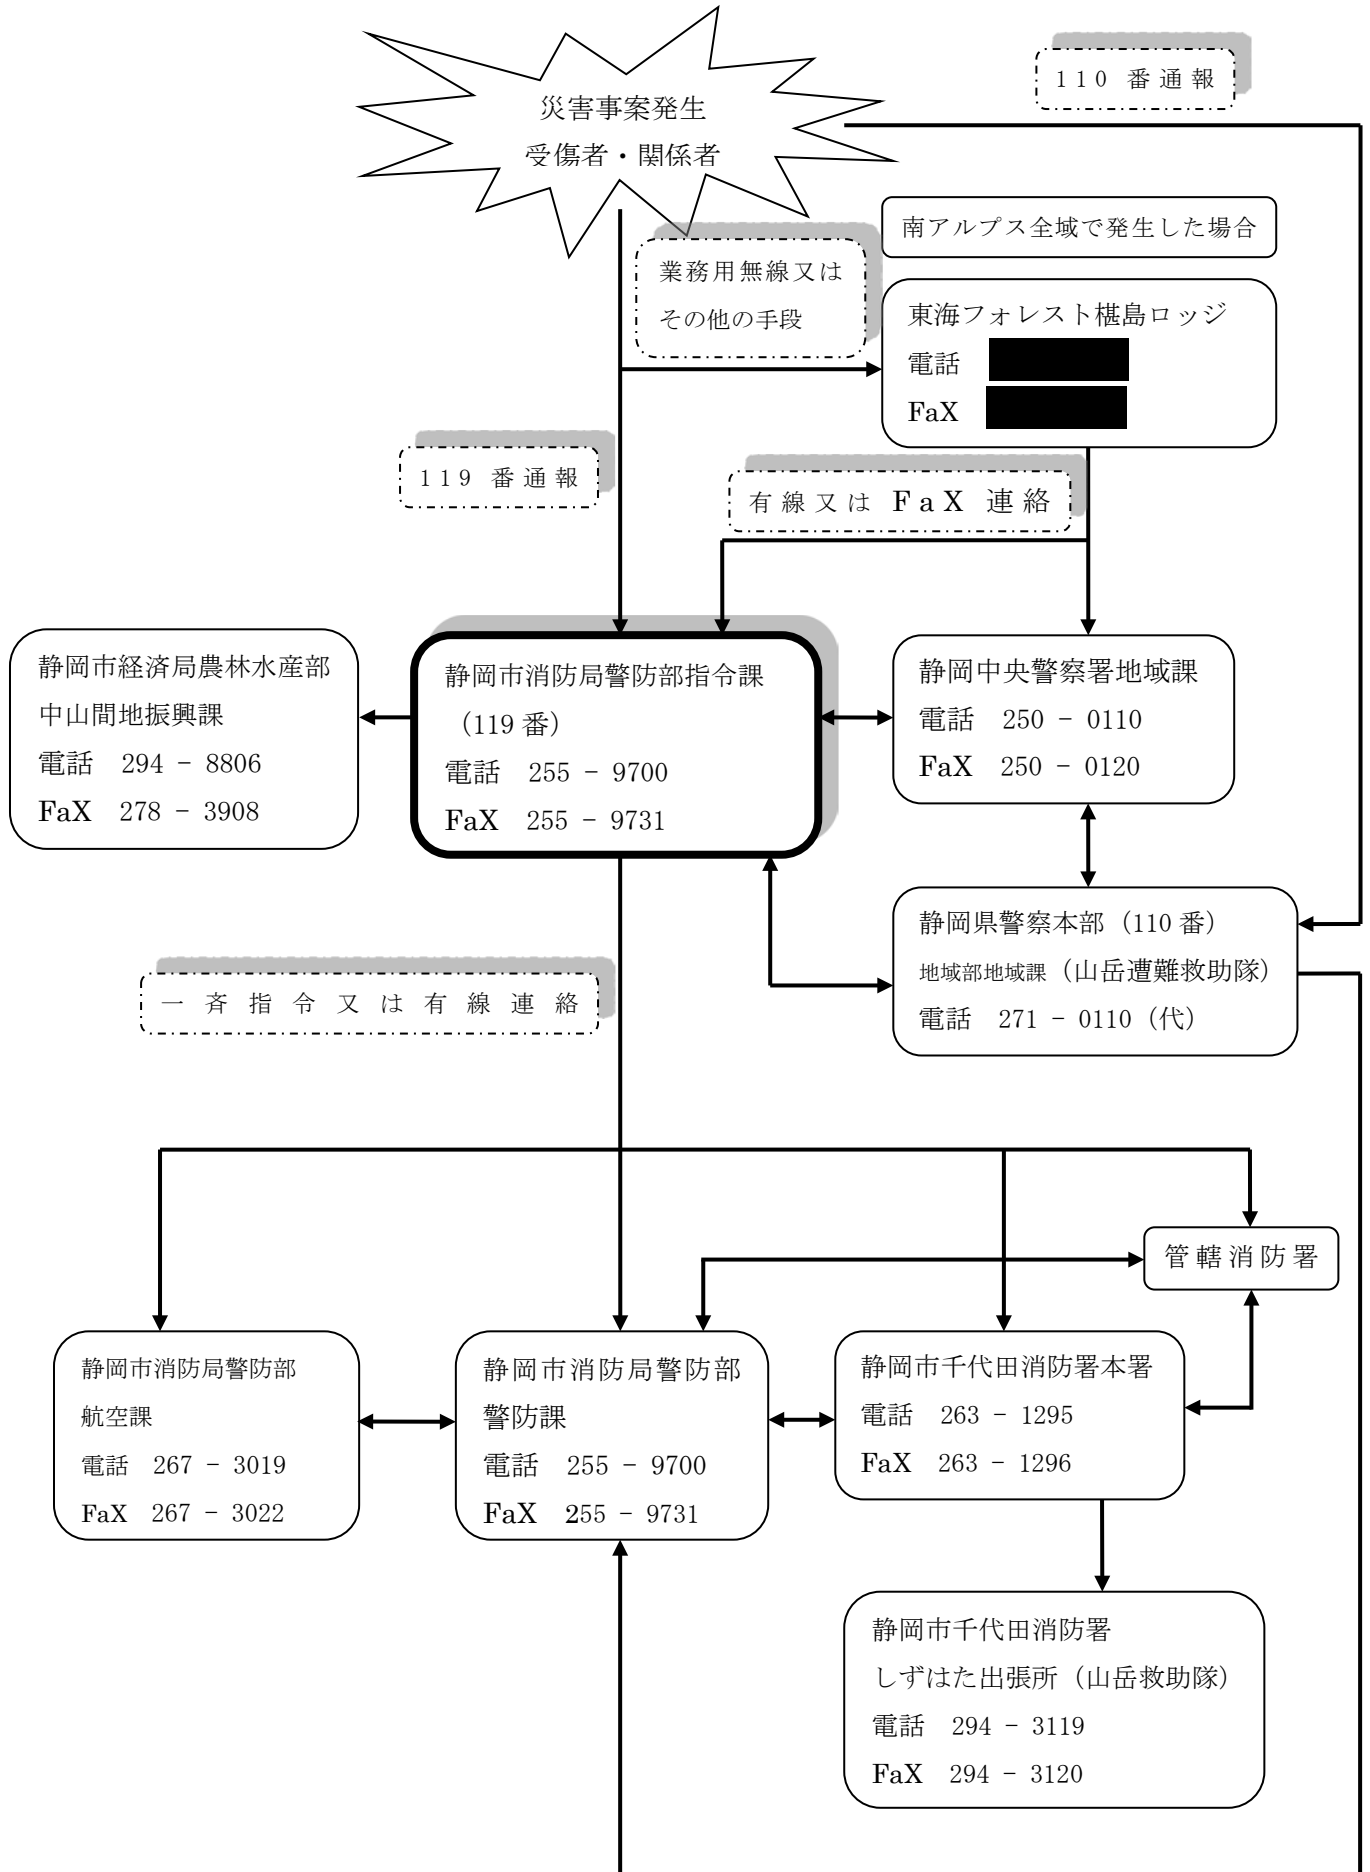 災害事案発生
受傷者・関係者
110 番通報
南アルプス全域で発生した場合
業務用無線又は
その他の手段
東海フォレスト椹島ロッジ
電話
FaX
119 番通報
有線又は FaX 連絡
静岡市経済局農林水産部
中山間地振興課
電話 294 - 8806
FaX 278 - 3908
静岡市消防局警防部指令課
（119 番）
電話 255 - 9700
FaX 255 - 9731
静岡中央警察署地域課
電話 250 - 0110
FaX 250 - 0120
静岡県警察本部（110 番）
地域部地域課（山岳遭難救助隊）
電話 271 - 0110（代）
一斉指令又は有線連絡
管轄消防署
静岡市消防局警防部
航空課
電話 267 - 3019
FaX 267 - 3022
静岡市消防局警防部
警防課
電話 255 - 9700
FaX 255 - 9731
静岡市千代田消防署本署
電話 263 - 1295
FaX 263 - 1296
静岡市千代田消防署
しずはた出張所（山岳救助隊）
電話 294 - 3119
FaX 294 - 3120